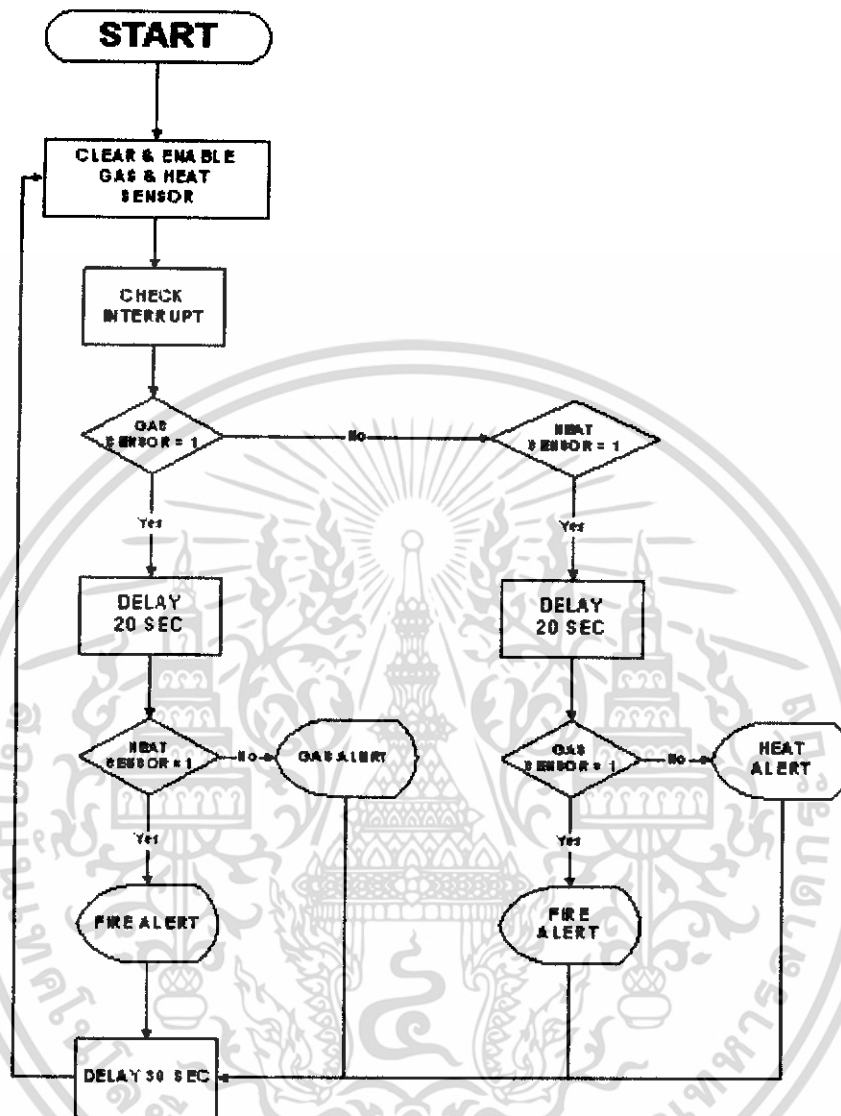 START
CLEAR & ENABLE
GAS & HEAT
SENSOR
CHECK
INTERRUPT
GAS
SENSOR = 1
No
HEAT
SENSOR = 1
Yes
Yes
DELAY
20 SEC
DELAY
20 SEC
HEAT
SENSOR = 1
No
GAS ALERT
GAS
SENSOR = 1
No
HEAT
ALERT
Yes
Yes
FIRE ALERT
FIRE
ALERT
DELAY 30 SEC